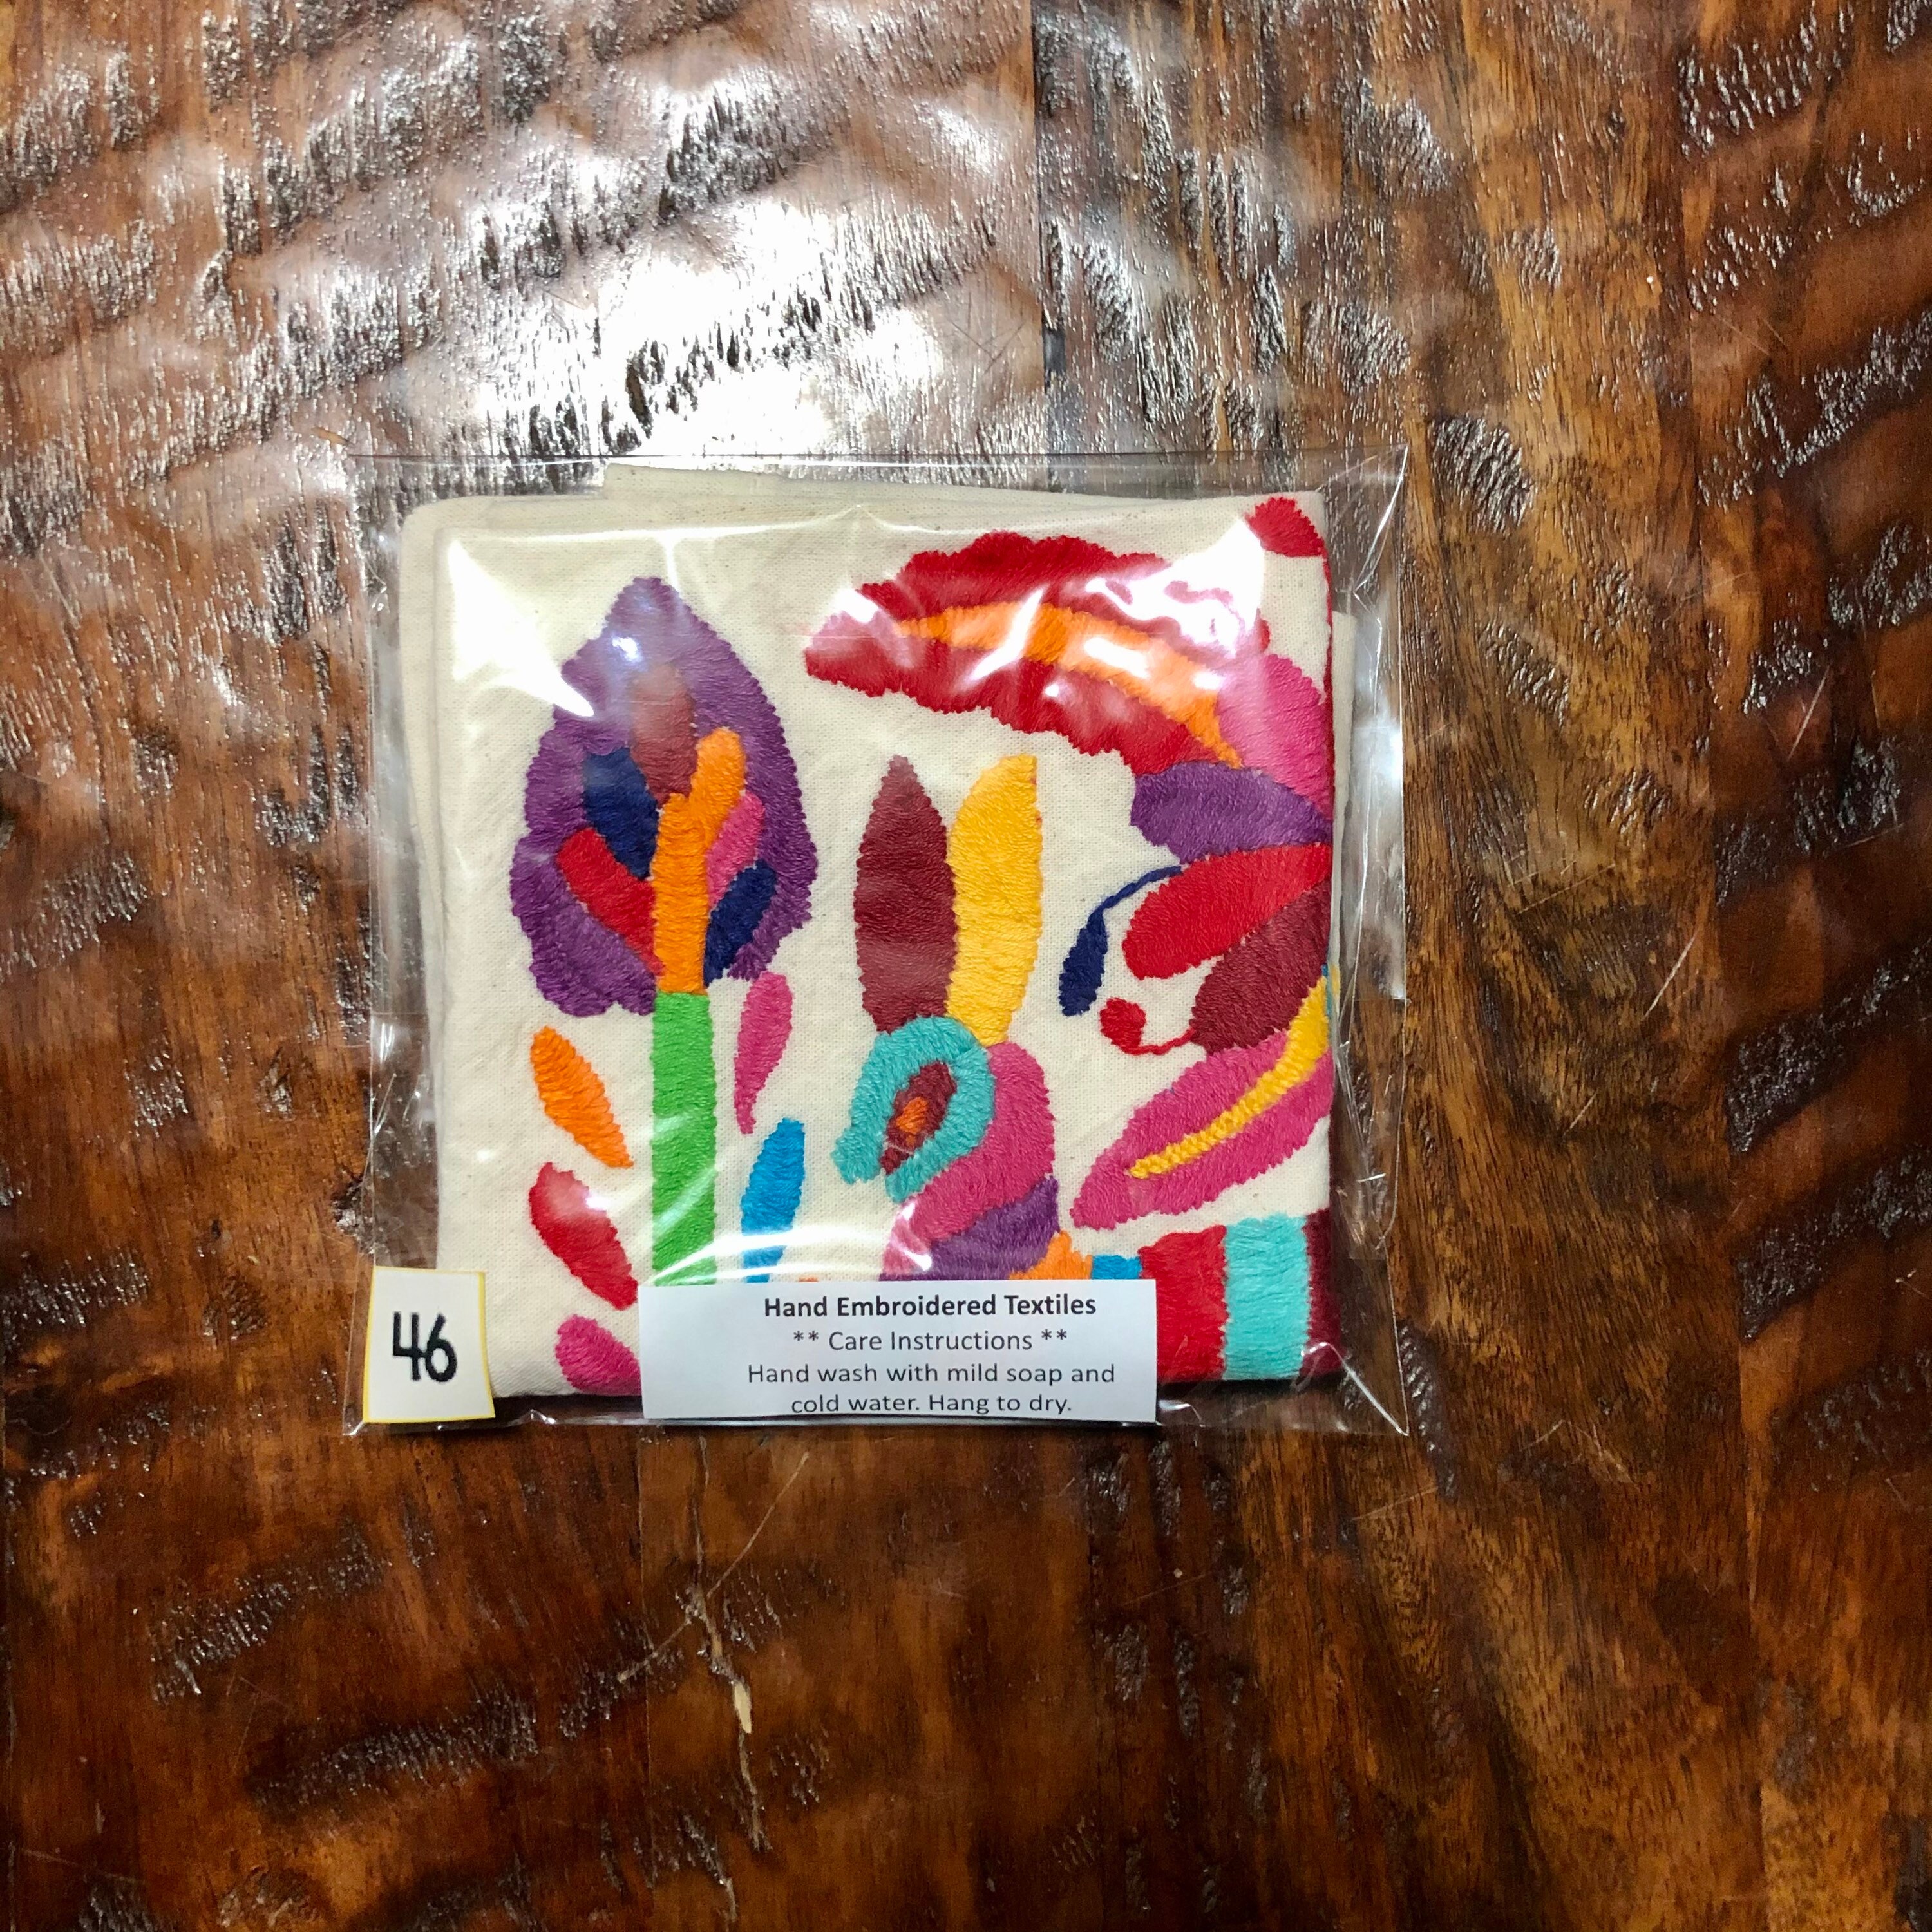 46
Hand Embroidered Textiles
** Care Instructions **
Hand wash with mild soap and
cold water. Hang to dry.